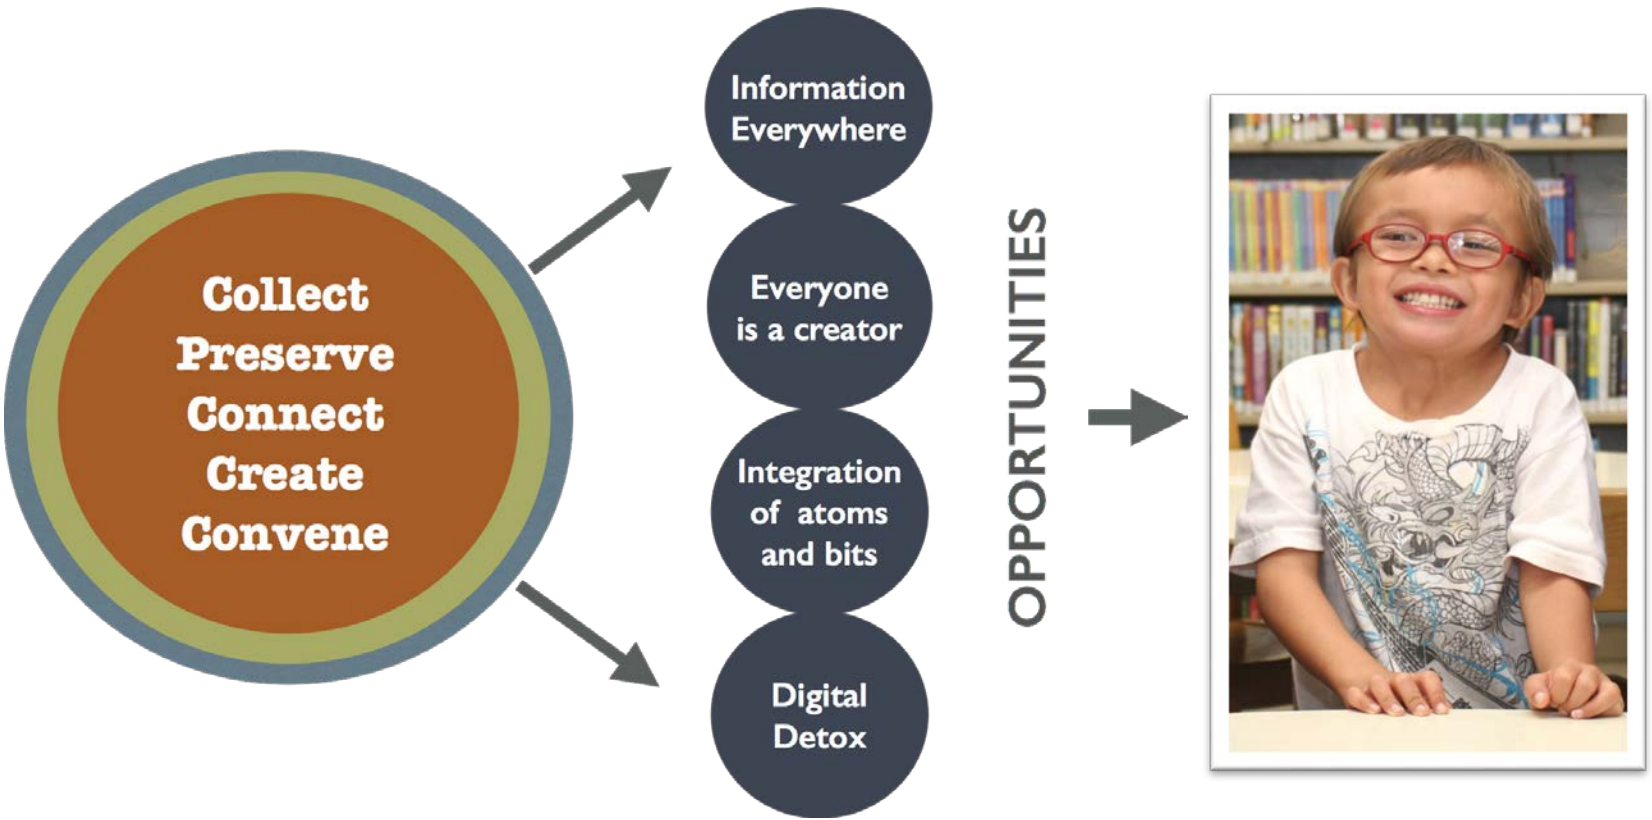 Collect
Preserve
Connect
Create
Convene
Information
Everywhere
Everyone
is a creator
Integration
of atoms
and bits
Digital
Detox
OPPORTUNITIES